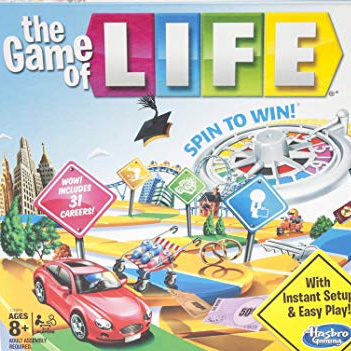 the
Game
of
LIFE
SPIN TO WIN!
WOW!
INCLUDES
31
CAREERS!
With
Instant Setup
& Easy Play!
AGES
8+
ADULT ASSEMBLY
REQUIRED.
Hasbro
Gaming